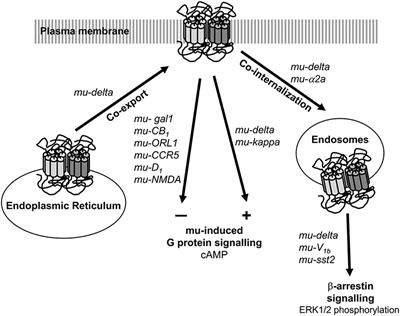 Plasma membrane
mu-delta
Co-export
Co-internalization
mu-delta
mu-α2a
mu- gal1
mu-CB1
mu-ORL1
mu-CCR5
mu-D1
mu-NMDA
mu-delta
mu-kappa
Endosomes
Endoplasmic Reticulum
– +
mu-induced
G protein signalling
cAMP
mu-delta
mu-V1b
mu-sst2
β-arrestin
signalling
ERK1/2 phosphorylation